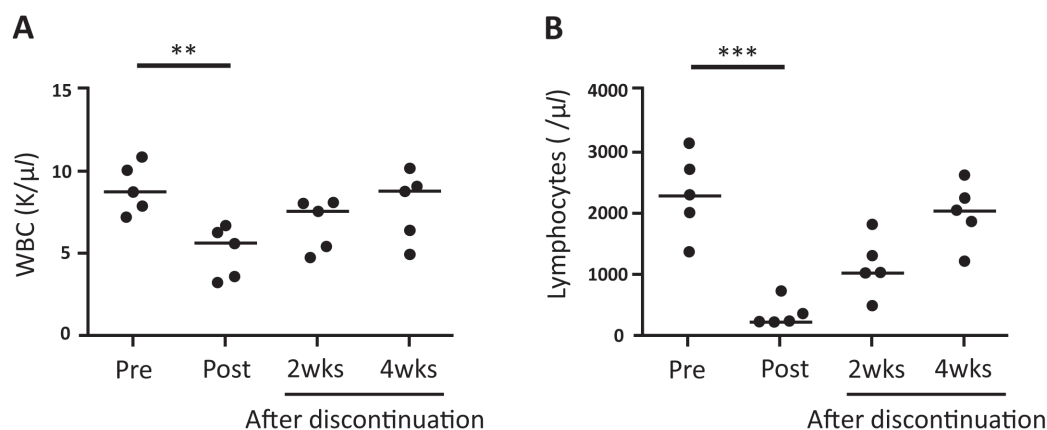 A
**
WBC (K/µl)
15
10
5
0
Pre
Post
2wks
4wks
After discontinuation
B
***
Lymphocytes ( /µl)
4000
3000
2000
1000
0
Pre
Post
2wks
4wks
After discontinuation